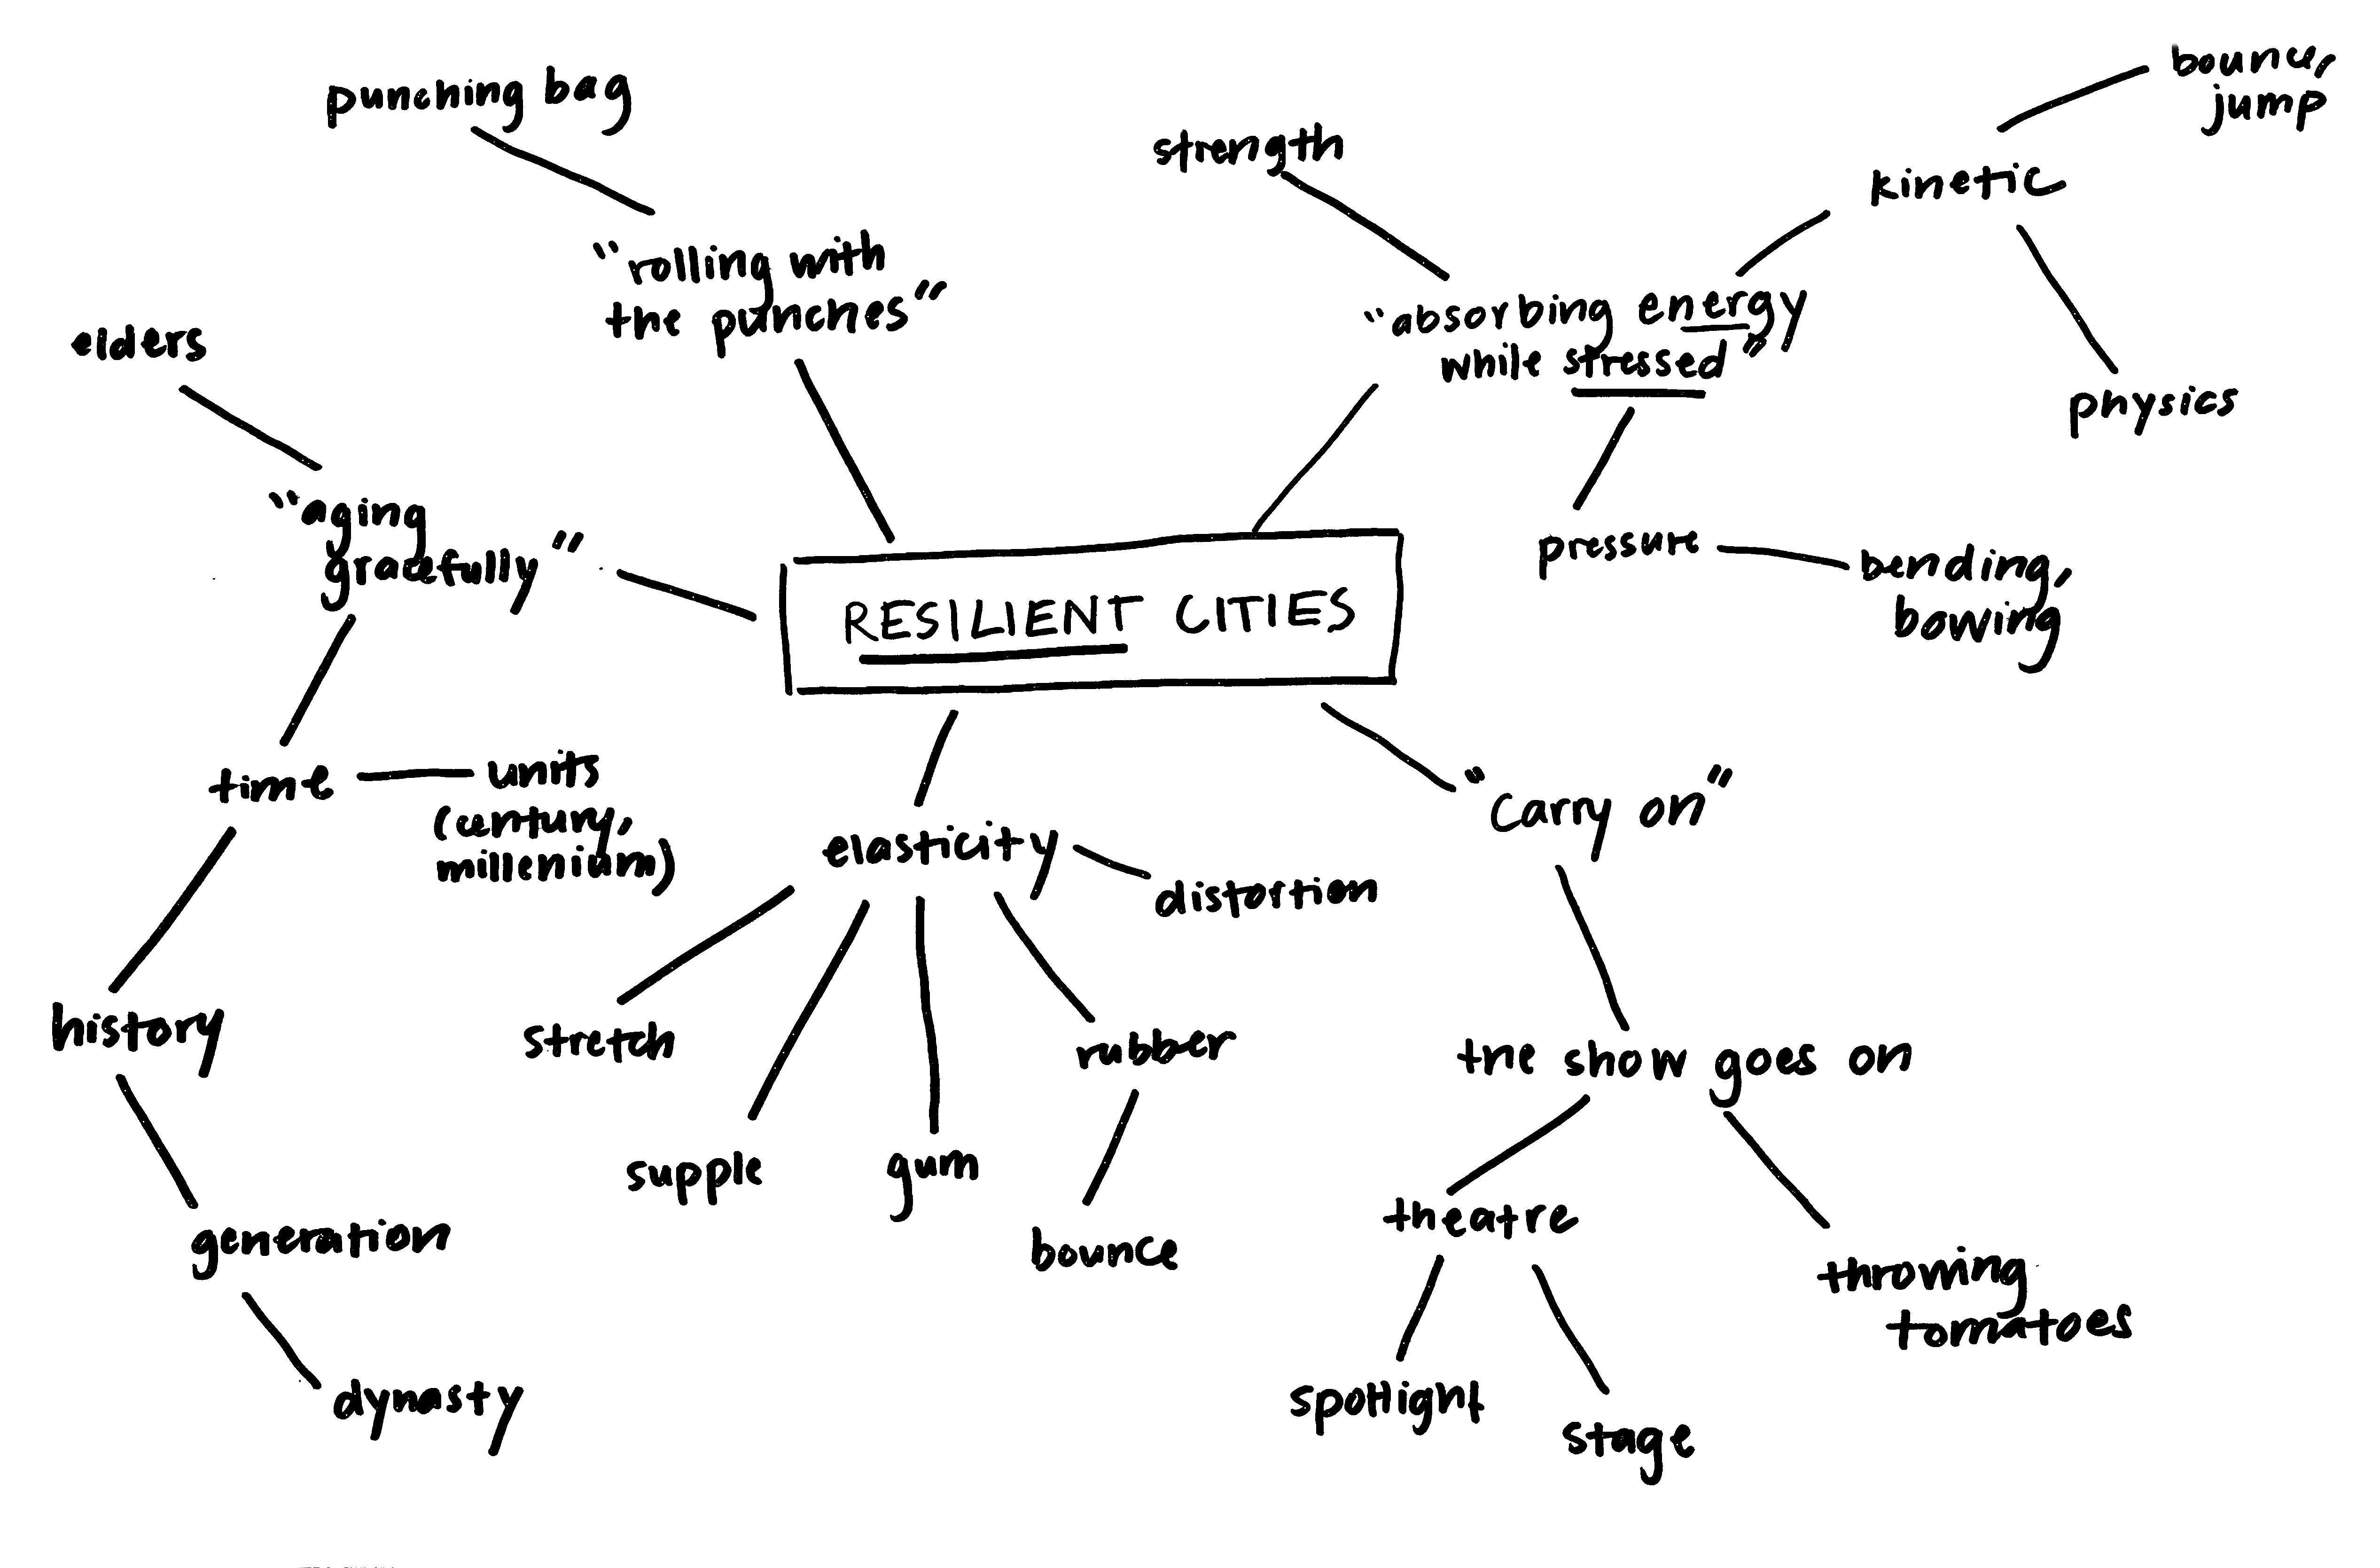 punching bag
"rolling with
the punches"
strength
bounce,
jump
kinetic
physics
"absorbing energy
while stressed"
pressure
bending,
bowing
elders
"aging
gracefully"
RESILIENT CITIES
time
units
(century,
millenium)
history
generation
dynasty
elasticity
distortion
stretch
supple
gum
rubber
bounce
"carry on"
the show goes on
theatre
throwing
tomatoes
spotlight
stage